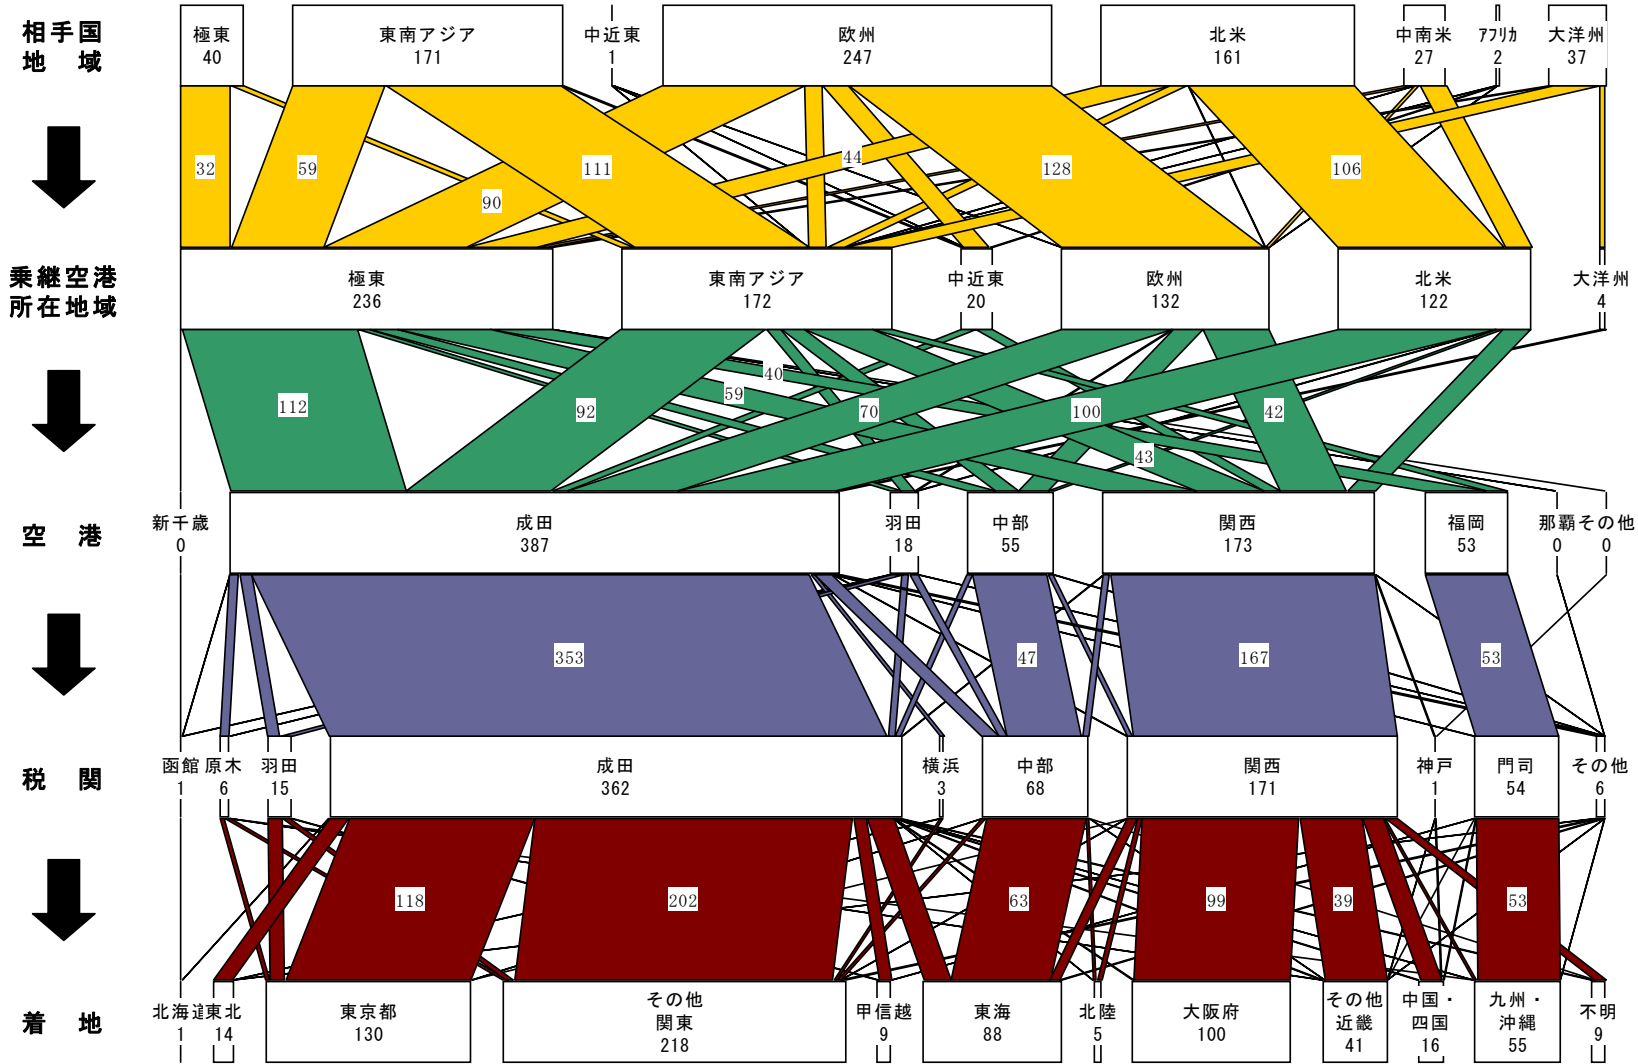 相手国
地　域
極東
40
東南アジア
171
中近東
1
欧州
247
北米
161
中南米
27
アフリカ
2
大洋州
37
32
59
90
111
44
128
106
乗継空港
所在地域
極東
236
東南アジア
172
中近東
20
欧州
132
北米
122
大洋州
4
112
92
59
40
70
100
43
42
空　港
新千歳
0
成田
387
羽田
18
中部
55
関西
173
福岡
53
那覇
0
その他
0
353
47
167
53
税　関
函館
1
原木
6
羽田
15
成田
362
横浜
3
中部
68
関西
171
神戸
1
門司
54
その他
6
118
202
63
99
39
53
着　地
北海道
1
東北
14
東京都
130
その他
関東
218
甲信越
9
東海
88
北陸
5
大阪府
100
その他
近畿
41
中国・
四国
16
九州・
沖縄
55
不明
9